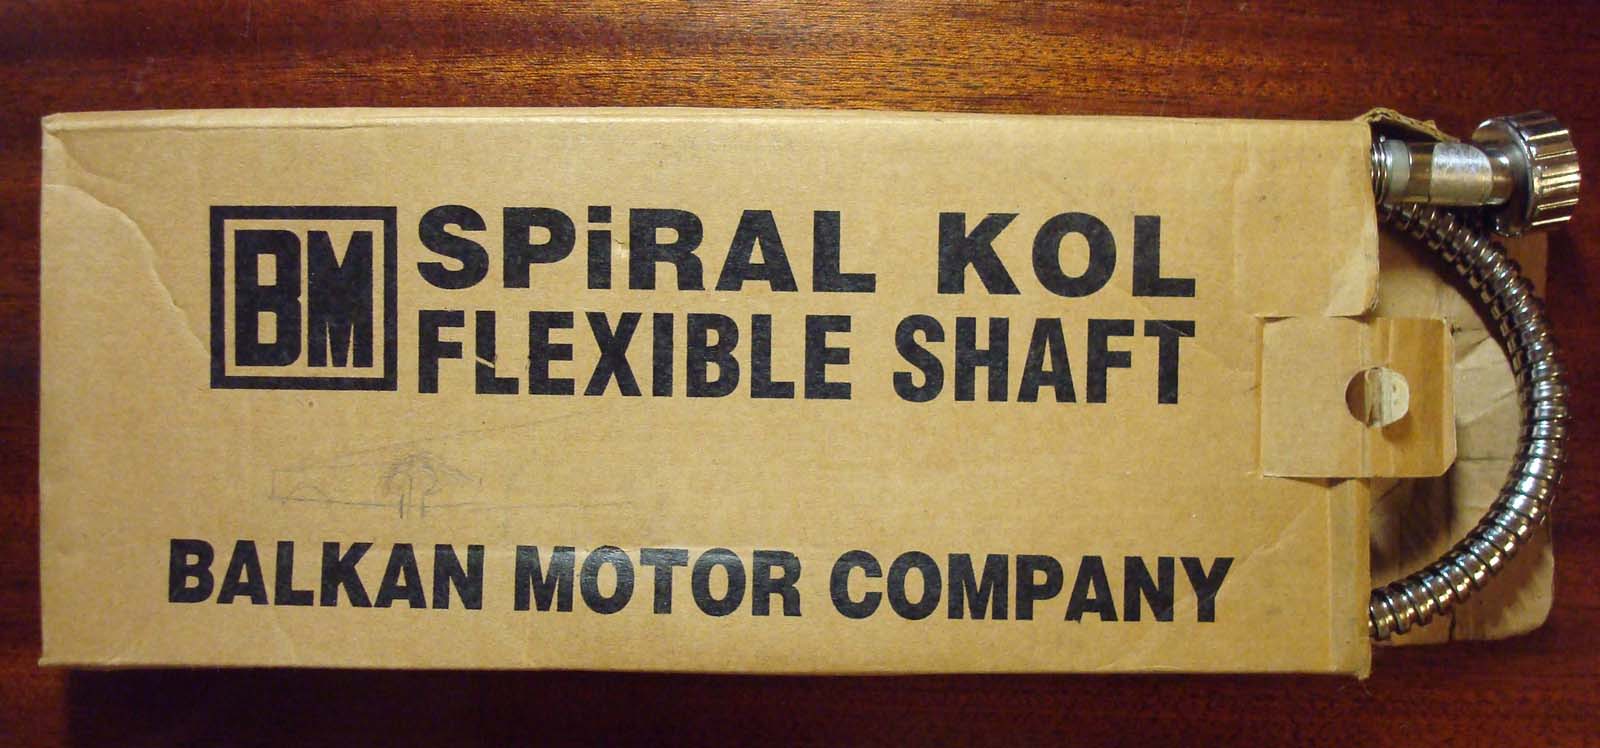 BM
SPiRAL KOL
FLEXIBLE SHAFT
BALKAN MOTOR COMPANY